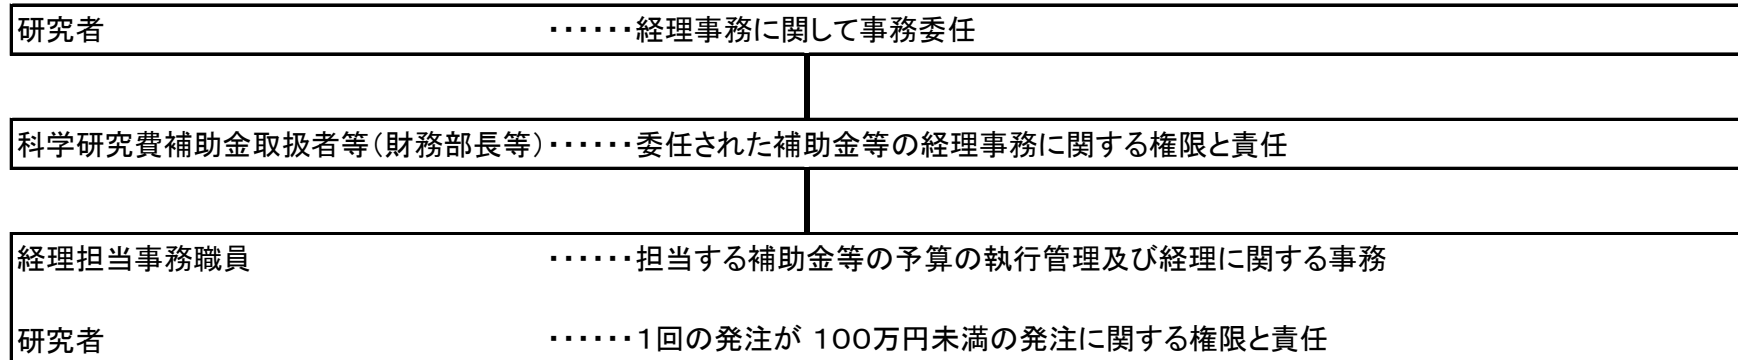 研究者 ・・・・・・経理事務に関して事務委任
科学研究費補助金取扱者等（財務部長等）・・・・・・委任された補助金等の経理事務に関する権限と責任
経理担当事務職員 ・・・・・・担当する補助金等の予算の執行管理及び経理に関する事務
研究者 ・・・・・・１回の発注が １００万円未満の発注に関する権限と責任